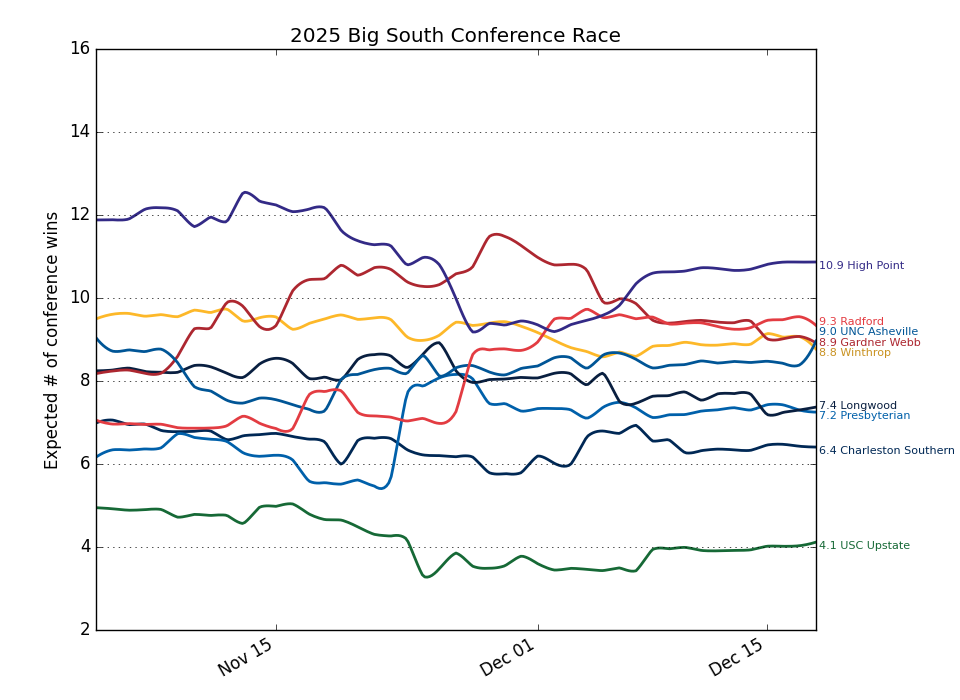 2025 Big South Conference Race
Expected # of conference wins
16
14
12
10
8
6
4
2
Nov 15
Dec 01
Dec 15
10.9 High Point
9.3 Radford
9.0 UNC Asheville
8.9 Gardner Webb
8.8 Winthrop
7.4 Longwood
7.2 Presbyterian
6.4 Charleston Southern
4.1 USC Upstate